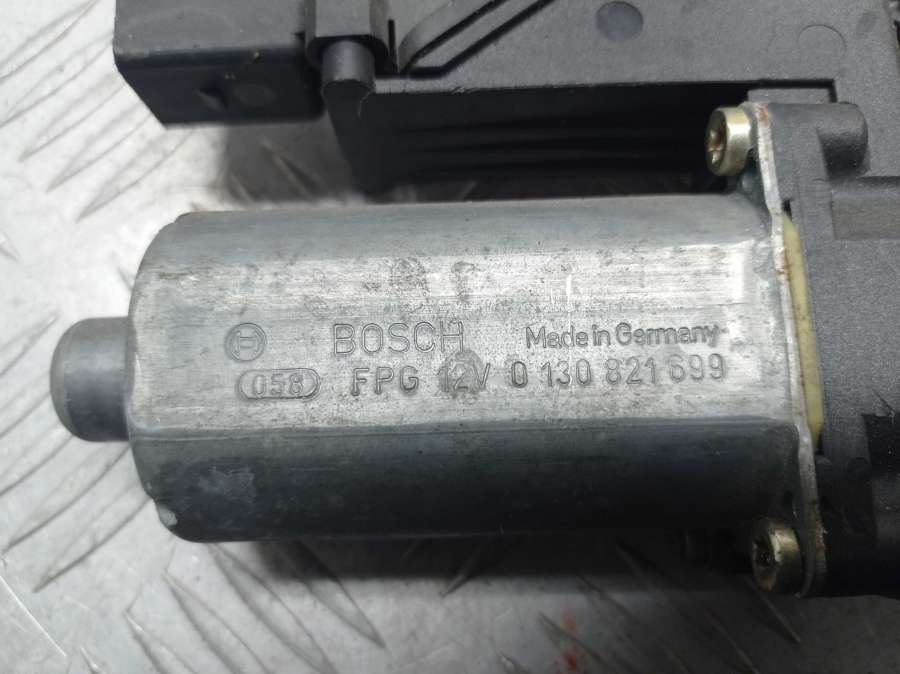 BOSCH Made in Germany
058 FPG 12V 0 130 821 699